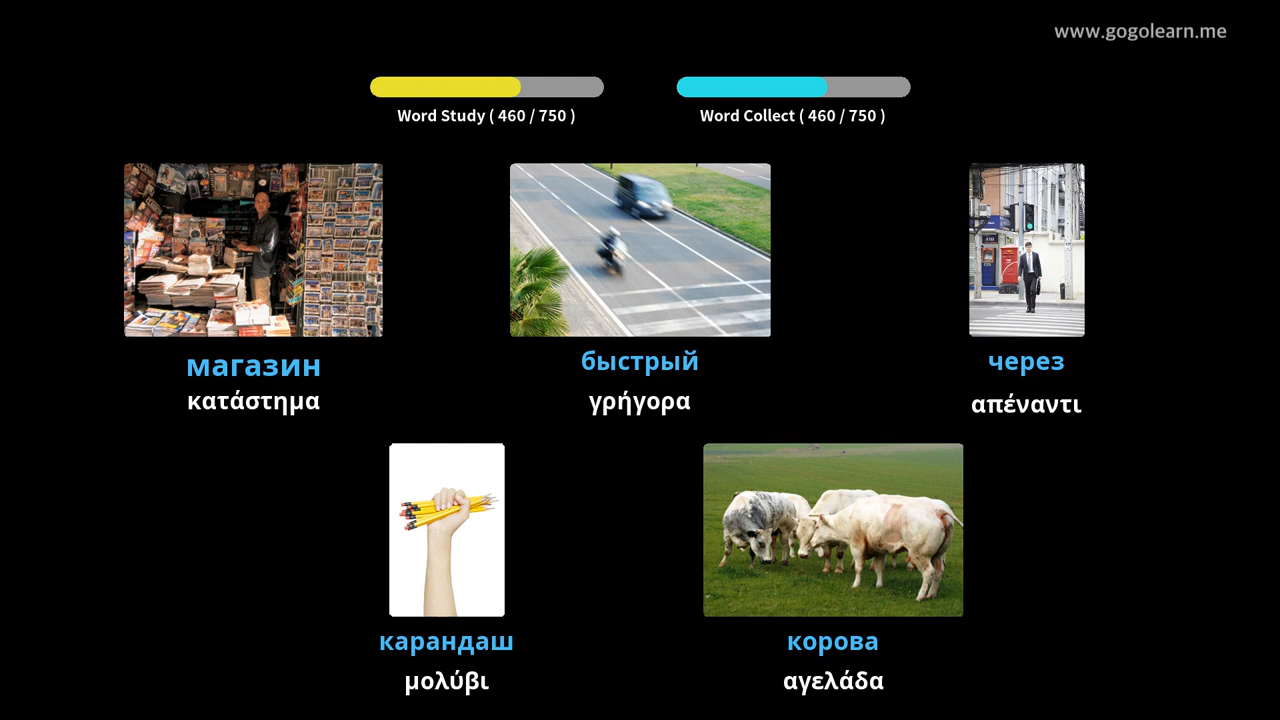 www.gogolearn.me
Word Study ( 460 / 750 )
Word Collect ( 460 / 750 )
магазин
κατάστημα
быстрый
γρήγορα
через
απέναντι
карандаш
μολύβι
корова
αγελάδα